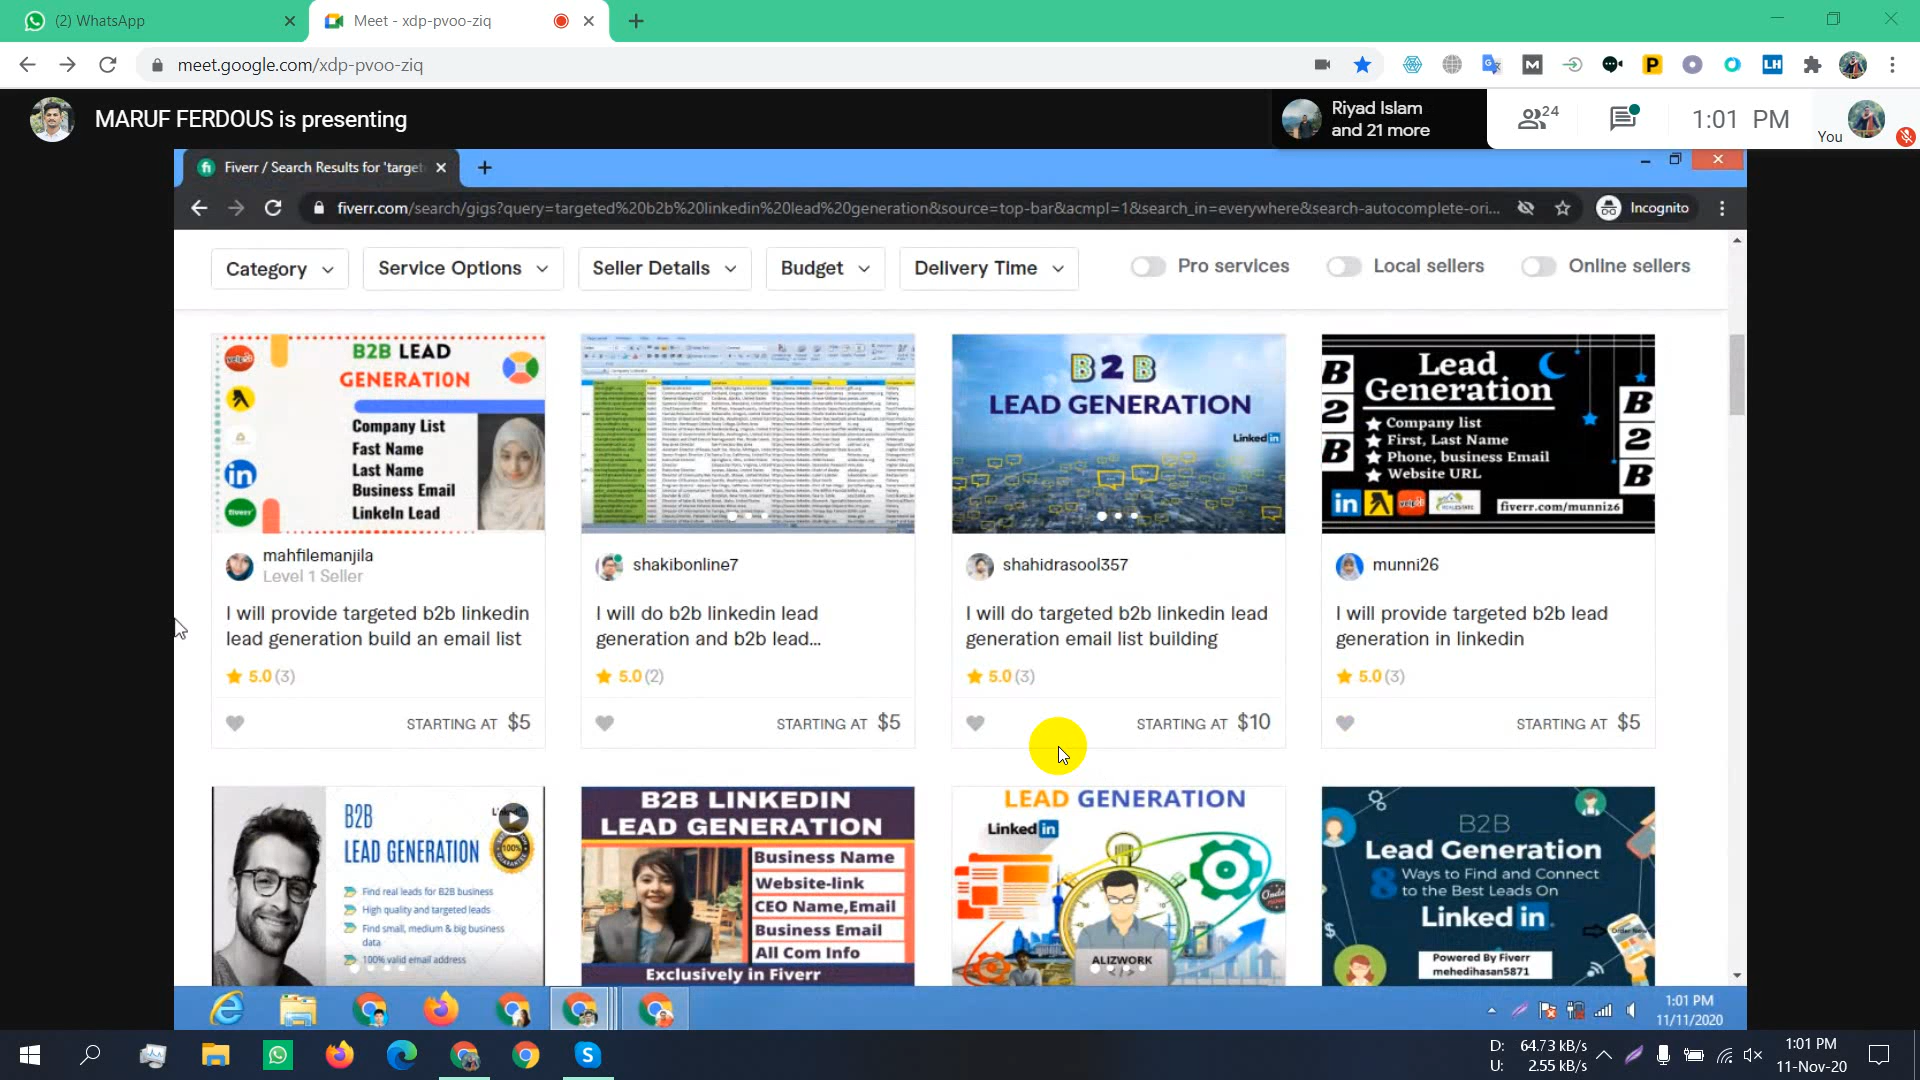 (2) WhatsApp
Meet - xdp-pvoo-ziq
meet.google.com/xdp-pvoo-ziq
MARUF FERDOUS is presenting
Riyad Islam
and 21 more
24
1:01 PM
You
Fiverr / Search Results for 'target
fiverr.com/search/gigs?query=targeted%20b2b%20linkedin%20lead%20generation&source=top-bar&acmpl=1&search_in=everywhere&search-autocomplete-ori...
Incognito
Category
Service Options
Seller Details
Budget
Delivery Time
Pro services
Local sellers
Online sellers
B2B LEAD
GENERATION
Company List
Fast Name
Last Name
Business Email
LinkeIn Lead
fiverr
mahfilemanjila
Level 1 Seller
I will provide targeted b2b linkedin
lead generation build an email list
5.0 (3)
STARTING AT $5
shakibonline7
I will do b2b linkedin lead
generation and b2b lead...
5.0 (2)
STARTING AT $5
B2B
LEAD GENERATION
Linked in
shahidrasool357
I will do targeted b2b linkedin lead
generation email list building
5.0 (3)
STARTING AT $10
B
2
B
Lead
Generation
Company list
First, Last Name
Phone, business Email
Website URL
in
fiverr.com/munni26
B
2
B
munni26
I will provide targeted b2b lead
generation in linkedin
5.0 (3)
STARTING AT $5
B2B
LEAD GENERATION
100%
Find real leads for B2B business
High quality and targeted leads
Find small, medium & big business
data
100% valid email address
B2B LINKEDIN
LEAD GENERATION
Business Name
Website-link
CEO Name,Email
Business Email
All Com Info
Exclusively in Fiverr
LEAD GENERATION
Linked in
ALIZWORK
B2B
Lead Generation
8 Ways to Find and Connect
to the Best Leads On
Linked in
Powered By Fiverr
mehedihasan5871
1:01 PM
11/11/2020
D: 64.73 kB/s
U: 2.55 kB/s
1:01 PM
11-Nov-20